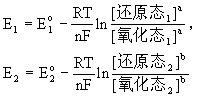 E₁ = E₁° − RT/nF ln [还原态₁]ᵃ/[氧化态₁]ᵃ ,
E₂ = E₂° − RT/nF ln [还原态₂]ᵇ/[氧化态₂]ᵇ